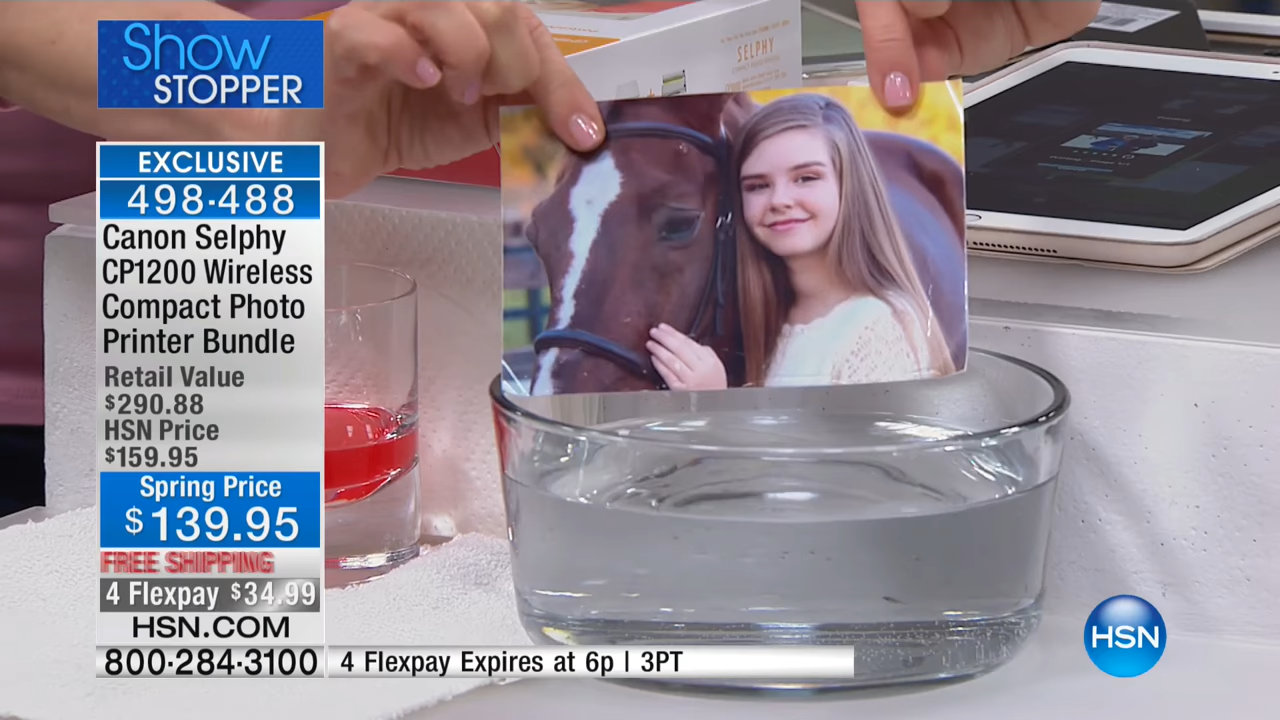 Show
STOPPER
EXCLUSIVE
498-488
Canon Selphy
CP1200 Wireless
Compact Photo
Printer Bundle
Retail Value
$290.88
HSN Price
$159.95
Spring Price
$139.95
FREE SHIPPING
4 Flexpay $34.99
HSN.COM
800·284·3100
4 Flexpay Expires at 6p | 3PT
SELPHY
HSN